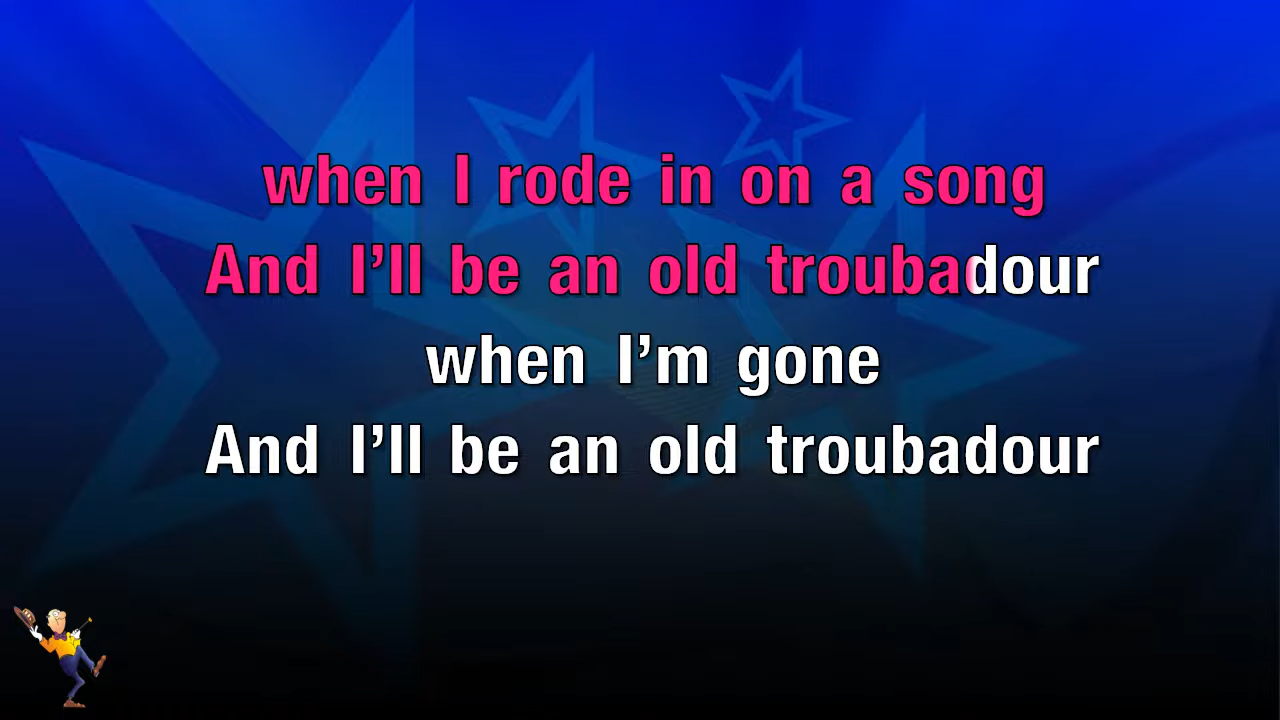 when I rode in on a song
And I’ll be an old troubadour
when I’m gone
And I’ll be an old troubadour